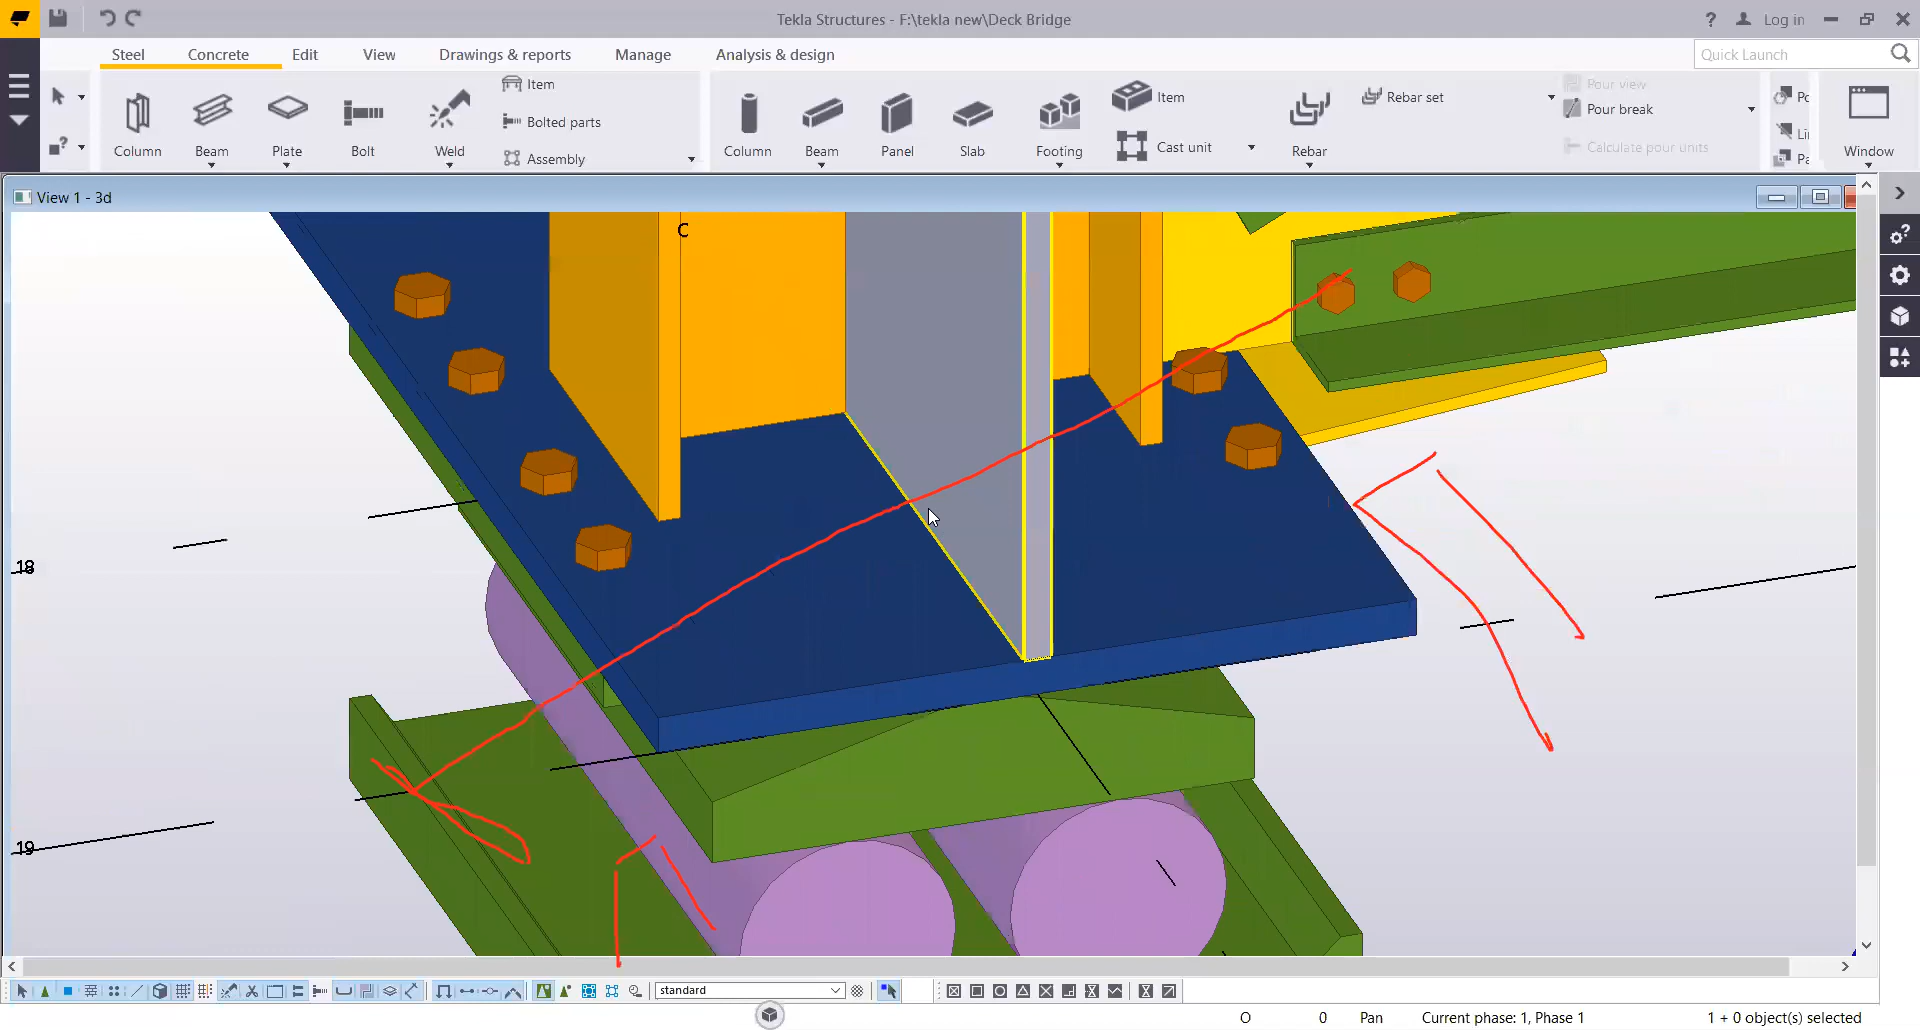 Tekla Structures - F:\tekla new\Deck Bridge
? Log in
Steel Concrete Edit View Drawings & reports Manage Analysis & design
Quick Launch
Column
Beam
Plate
Bolt
Weld
Item
Bolted parts
Assembly
Column
Beam
Panel
Slab
Footing
Item
Cast unit
Rebar
Rebar set
Pour view
Pour break
Calculate pour units
Window
View 1 - 3d
C
18
19
standard
O 0 Pan Current phase: 1, Phase 1 1 + 0 object(s) selected